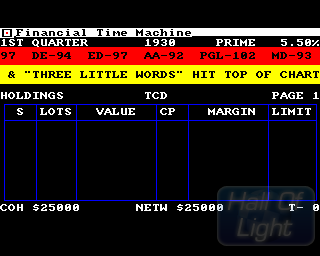 Financial Time Machine
1ST QUARTER 1930 PRIME 5.50%
97 DE-94 ED-97 AA-92 PGL-102 MD-93
& "THREE LITTLE WORDS" HIT TOP OF CHART
HOLDINGS TCD PAGE 1
S LOTS VALUE CP MARGIN LIMIT
COH $25000 NETW $25000 T- 0
Hall Of
Light